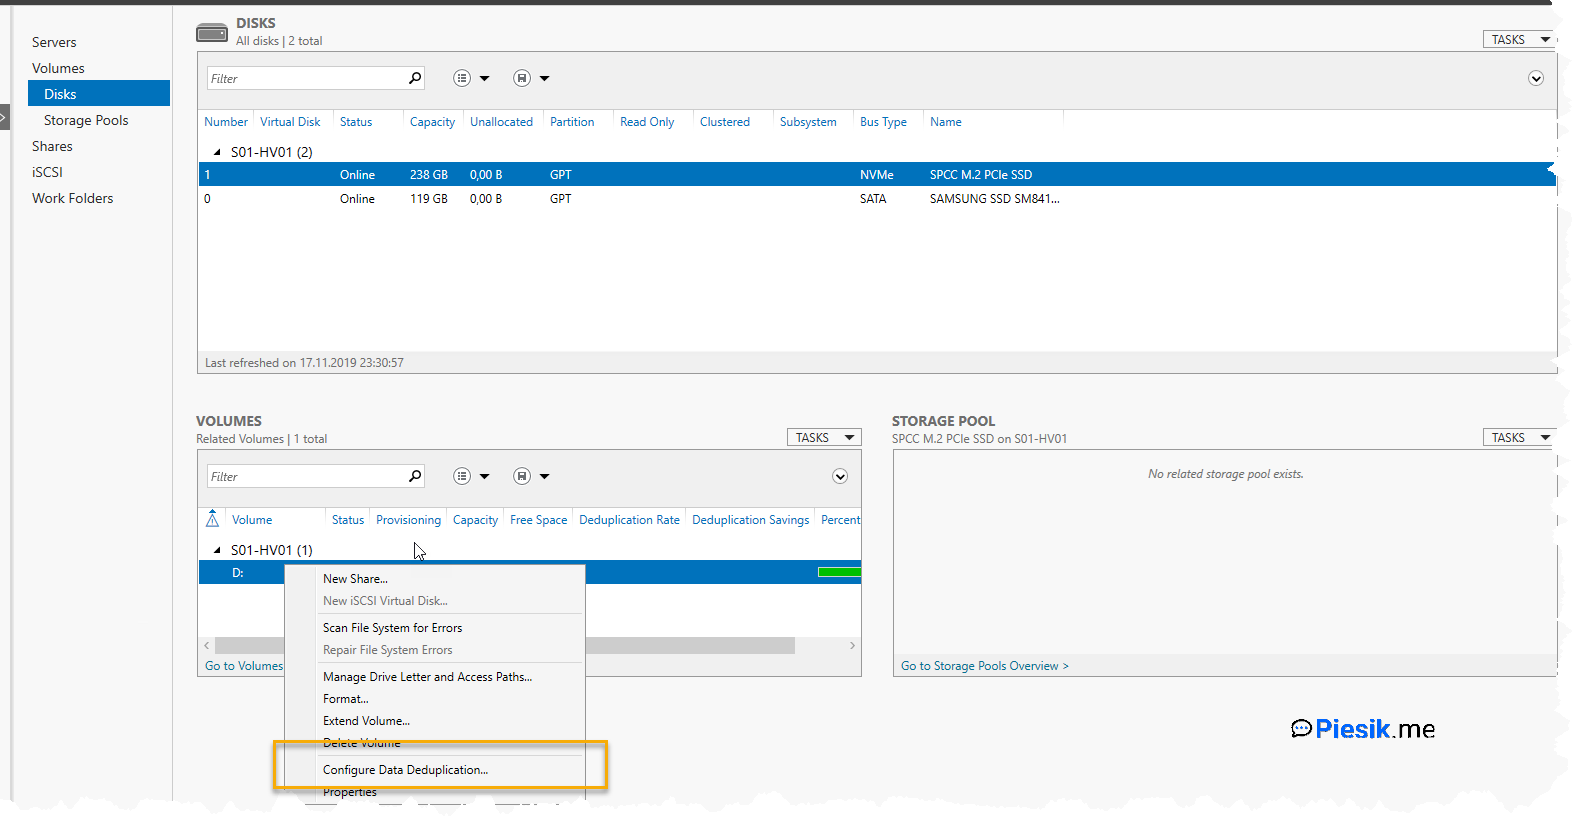 Servers
Volumes
Disks
Storage Pools
Shares
iSCSI
Work Folders
DISKS
All disks | 2 total
TASKS
Filter
Number Virtual Disk Status Capacity Unallocated Partition Read Only Clustered Subsystem Bus Type Name
S01-HV01 (2)
1 Online 238 GB 0,00 B GPT NVMe SPCC M.2 PCIe SSD
0 Online 119 GB 0,00 B GPT SATA SAMSUNG SSD SM841...
Last refreshed on 17.11.2019 23:30:57
VOLUMES
Related Volumes | 1 total
TASKS
Filter
Volume Status Provisioning Capacity Free Space Deduplication Rate Deduplication Savings Percent
S01-HV01 (1)
D:
New Share...
New iSCSI Virtual Disk...
Scan File System for Errors
Repair File System Errors
Manage Drive Letter and Access Paths...
Format...
Extend Volume...
Delete Volume
Configure Data Deduplication...
Properties
Go to Volumes
STORAGE POOL
SPCC M.2 PCIe SSD on S01-HV01
TASKS
No related storage pool exists.
Go to Storage Pools Overview >
Piesik.me